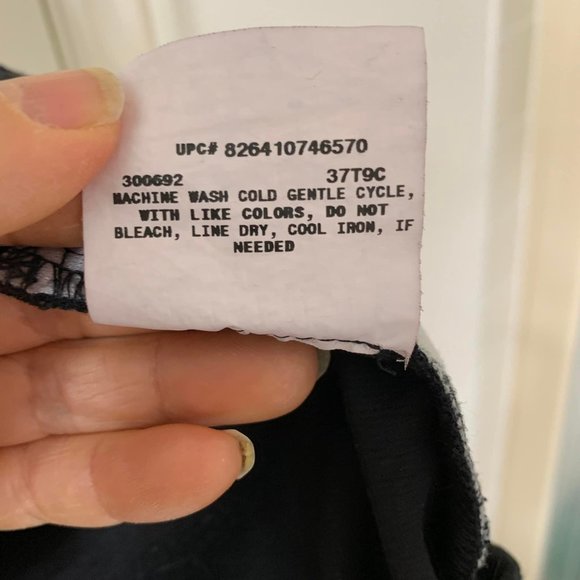 UPC# 826410746570
300692 37T9C
MACHINE WASH COLD GENTLE CYCLE,
WITH LIKE COLORS, DO NOT
BLEACH, LINE DRY, COOL IRON, IF
NEEDED